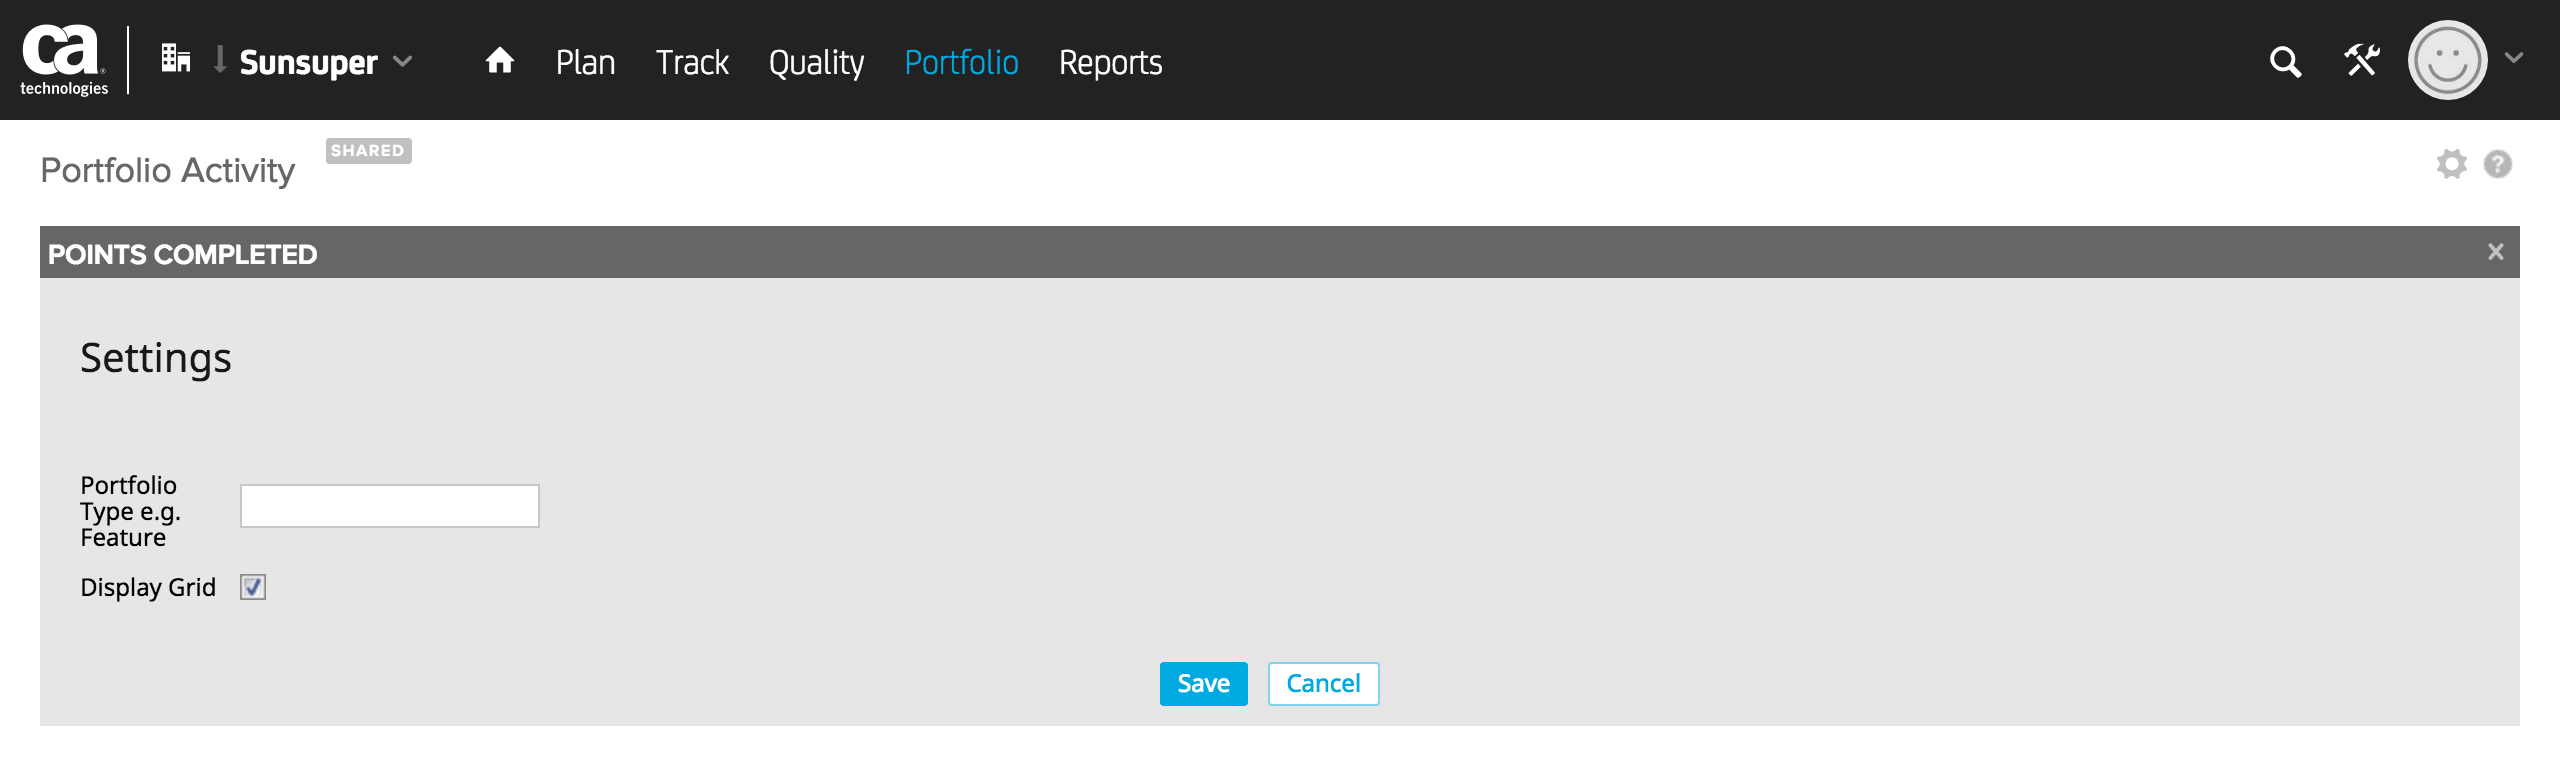 ca
technologies
Sunsuper
Plan
Track
Quality
Portfolio
Reports
Portfolio Activity
SHARED
?
POINTS COMPLETED
x
Settings
Portfolio
Type e.g.
Feature
Display Grid
Save
Cancel